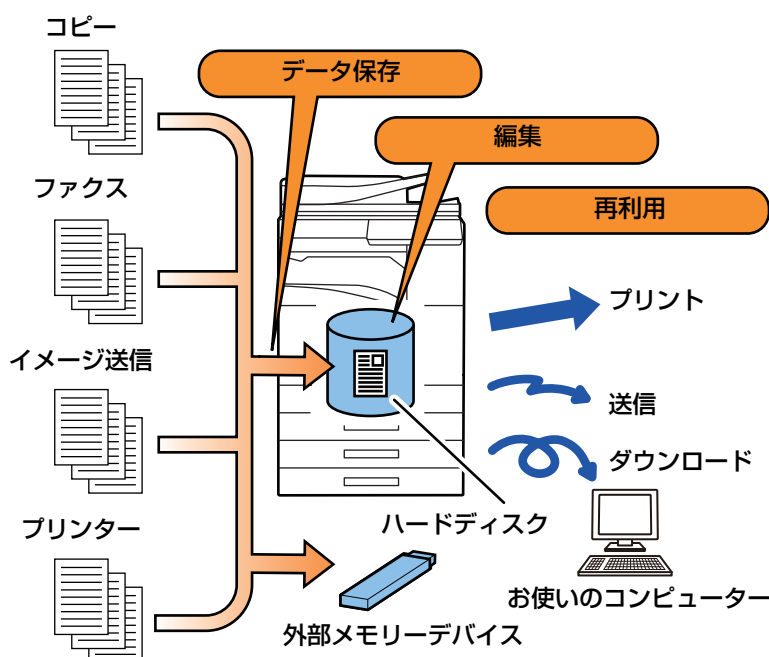 コピー
データ保存
編集
ファクス
再利用
プリント
イメージ送信
送信
ダウンロード
プリンター
ハードディスク
お使いのコンピューター
外部メモリーデバイス